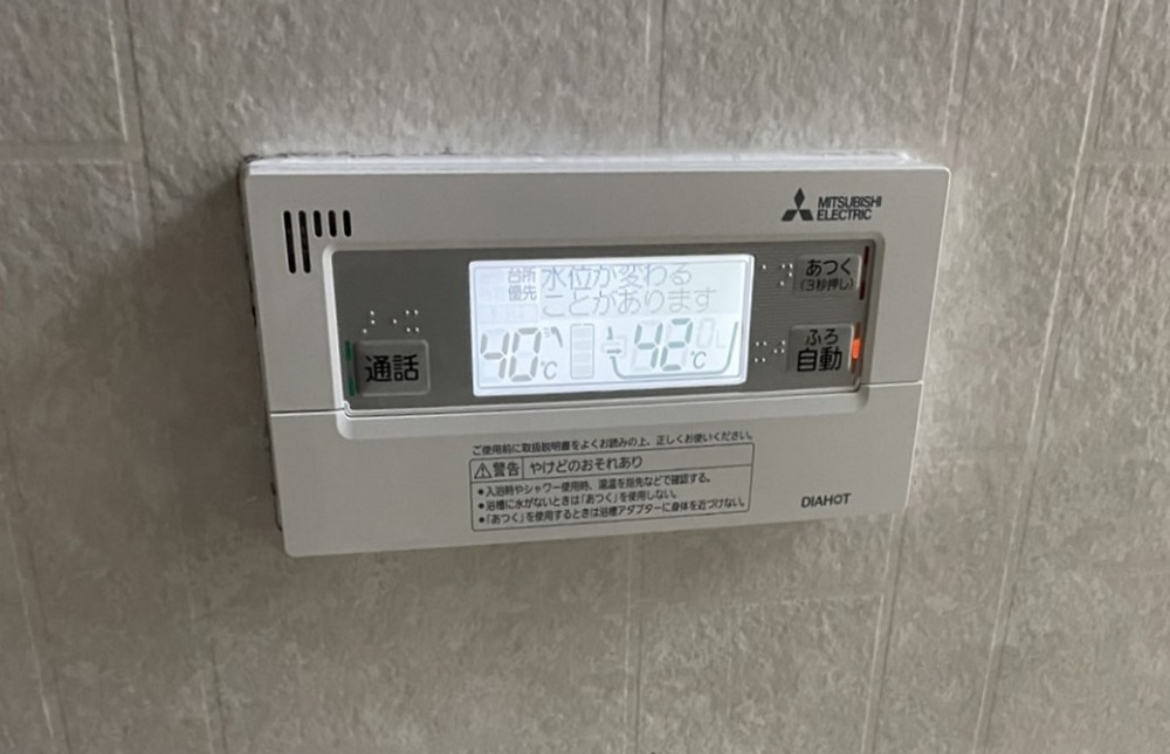 MITSUBISHI
ELECTRIC
台所
優先
水位が変わる
ことがあります
あつく
(3秒押し)
通話
40℃
42℃
ふろ
自動
ご使用前に取扱説明書をよくお読みの上、正しくお使いください。
警告 やけどのおそれあり
●入浴時やシャワー使用時、湯温を指先などで確認する。
●浴槽に水がないときは「あつく」を使用しない。
●「あつく」を使用するときは浴槽アダプターに身体を近づけない。
DIAHOT